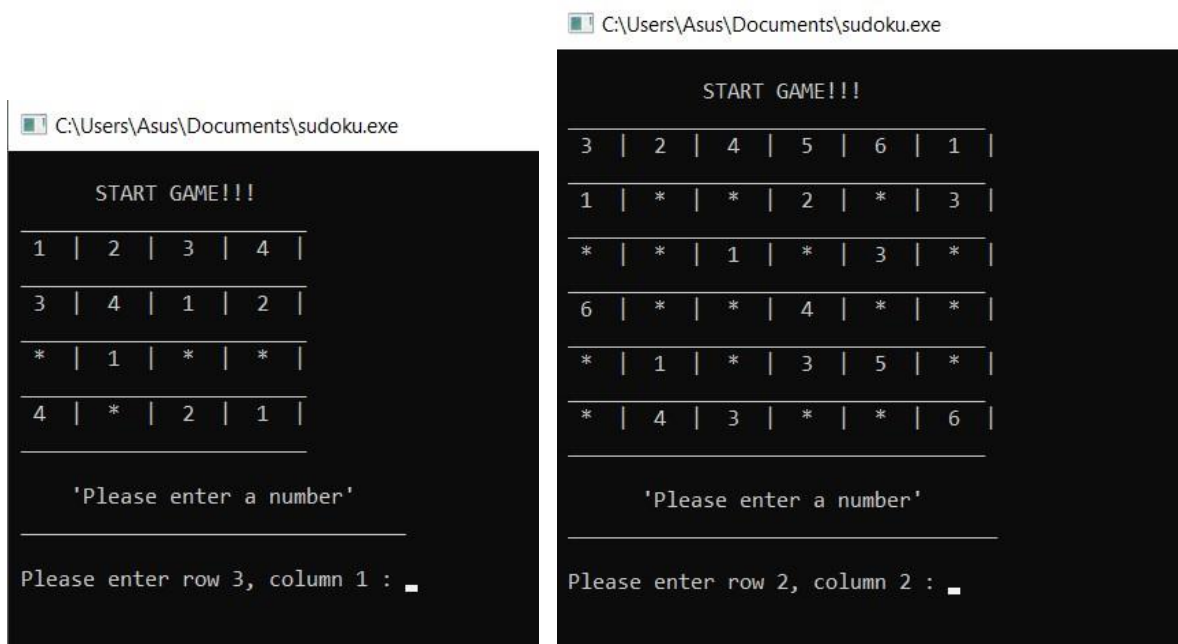 C:\Users\Asus\Documents\sudoku.exe
START GAME!!!
1 | 2 | 3 | 4 |
3 | 4 | 1 | 2 |
* | 1 | * | * |
4 | * | 2 | 1 |
'Please enter a number'
Please enter row 3, column 1 :
C:\Users\Asus\Documents\sudoku.exe
START GAME!!!
3 | 2 | 4 | 5 | 6 | 1 |
1 | * | * | 2 | * | 3 |
* | * | 1 | * | 3 | * |
6 | * | * | 4 | * | * |
* | 1 | * | 3 | 5 | * |
* | 4 | 3 | * | * | 6 |
'Please enter a number'
Please enter row 2, column 2 :